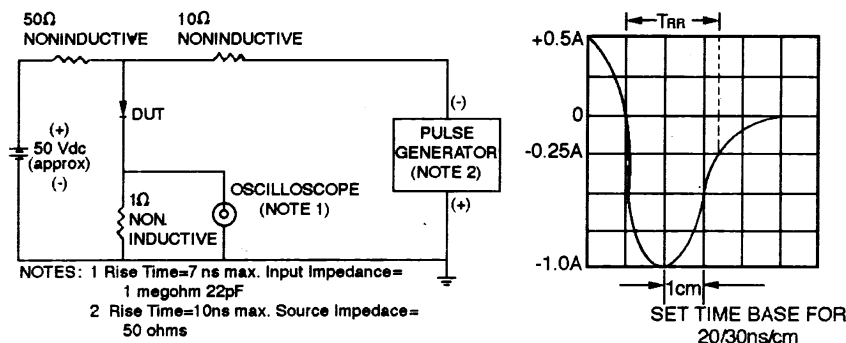 50Ω
NONINDUCTIVE
10Ω
NONINDUCTIVE
DUT
(+)
50 Vdc
(approx)
(-)
1Ω
NON.
INDUCTIVE
OSCILLOSCOPE
(NOTE 1)
(-)
PULSE
GENERATOR
(NOTE 2)
(+)
NOTES: 1 Rise Time=7 ns max. Input Impedance=
1 megohm 22pF
2 Rise Time=10ns max. Source Impedace=
50 ohms
TRR
+0.5A
0
-0.25A
-1.0A
1cm
SET TIME BASE FOR
20/30ns/cm